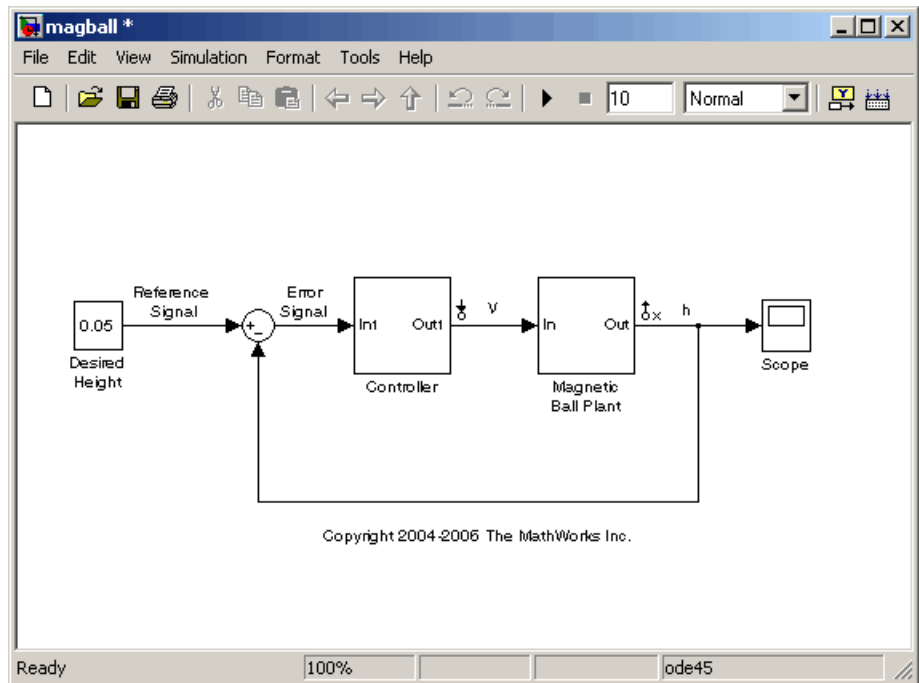 magball *
File Edit View Simulation Format Tools Help
10 Normal
Reference
Signal
Error
Signal
V
h
0.05
+
-
In1
Out1
In
Out
x
Desired
Height
Controller
Magnetic
Ball Plant
Scope
Copyright 2004-2006 The MathWorks Inc.
Ready 100% ode45